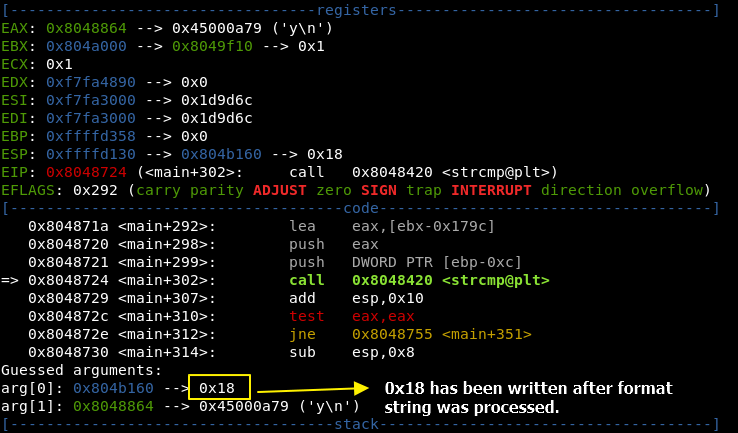 [----------------------------------registers-----------------------------------]
EAX: 0x8048864 --> 0x45000a79 ('y\n')
EBX: 0x804a000 --> 0x8049f10 --> 0x1
ECX: 0x1
EDX: 0xf7fa4890 --> 0x0
ESI: 0xf7fa3000 --> 0x1d9d6c
EDI: 0xf7fa3000 --> 0x1d9d6c
EBP: 0xffffd358 --> 0x0
ESP: 0xffffd130 --> 0x804b160 --> 0x18
EIP: 0x8048724 (<main+302>: call 0x8048420 <strcmp@plt>)
EFLAGS: 0x292 (carry parity ADJUST zero SIGN trap INTERRUPT direction overflow)
[-------------------------------------code-------------------------------------]
0x804871a <main+292>: lea eax,[ebx-0x179c]
0x8048720 <main+298>: push eax
0x8048721 <main+299>: push DWORD PTR [ebp-0xc]
=> 0x8048724 <main+302>: call 0x8048420 <strcmp@plt>
0x8048729 <main+307>: add esp,0x10
0x804872c <main+310>: test eax,eax
0x804872e <main+312>: jne 0x8048755 <main+351>
0x8048730 <main+314>: sub esp,0x8
Guessed arguments:
arg[0]: 0x804b160 --> 0x18
arg[1]: 0x8048864 --> 0x45000a79 ('y\n')
0x18 has been written after format
string was processed.
[------------------------------------stack-------------------------------------]